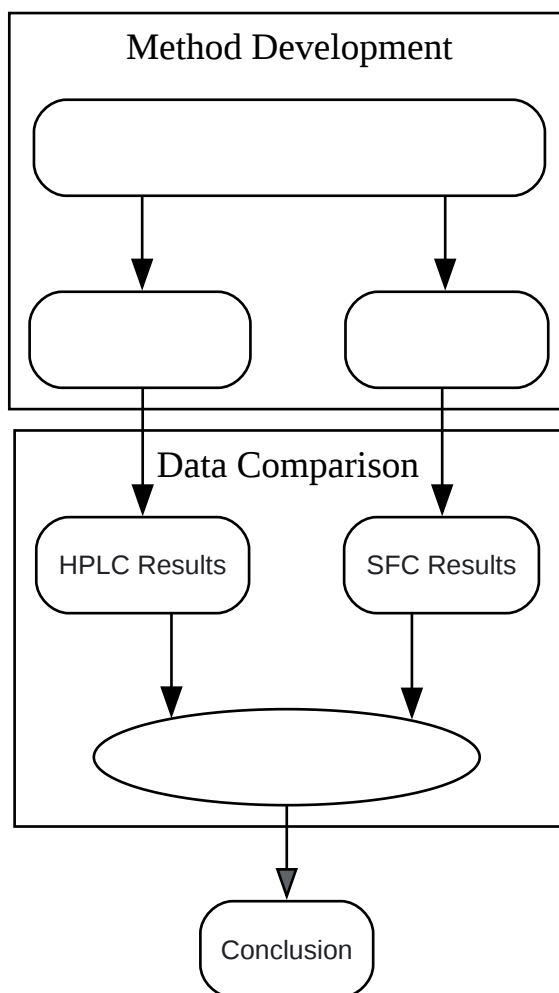 Method Development
Data Comparison
HPLC Results
SFC Results
Conclusion